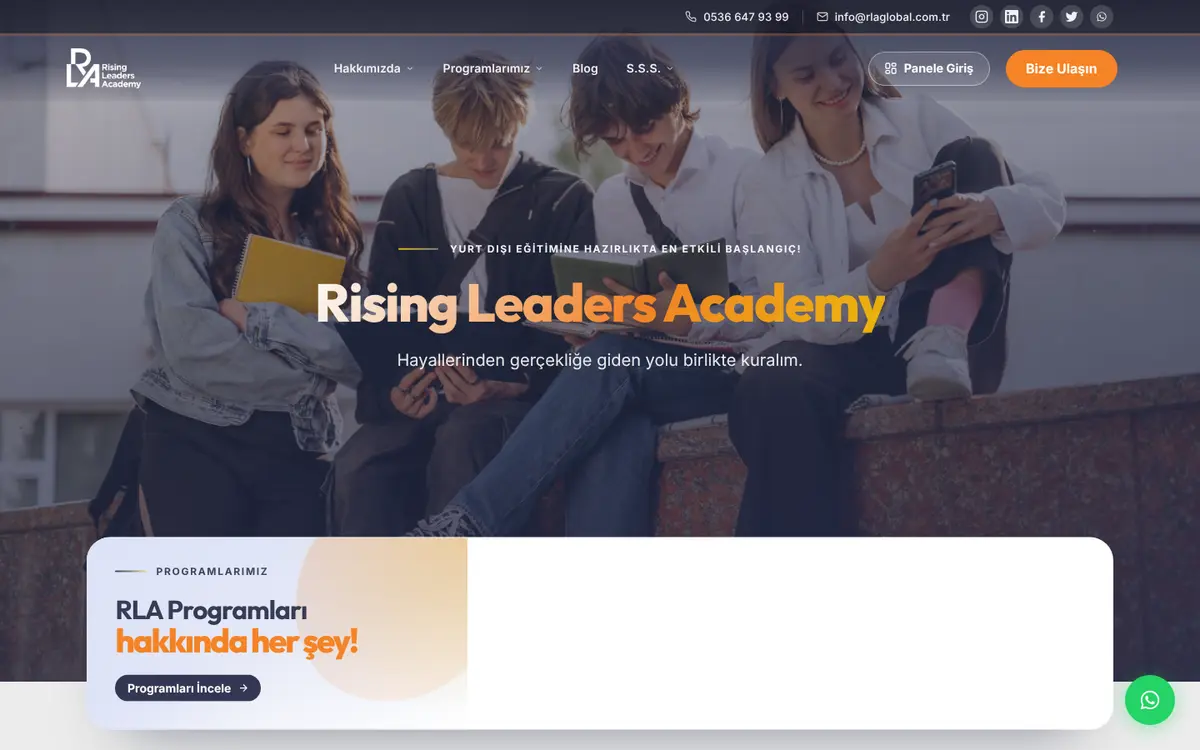 0536 647 93 99
info@rlaglobal.com.tr
RLA Rising Leaders Academy
Hakkımızda
Programlarımız
Blog
S.S.S.
Panele Giriş
Bize Ulaşın
YURT DIŞI EĞİTİMİNE HAZIRLIKTA EN ETKİLİ BAŞLANGIÇ!
Rising Leaders Academy
Hayallerinden gerçekliğe giden yolu birlikte kuralım.
PROGRAMLARIMIZ
RLA Programları
hakkında her şey!
Programları İncele